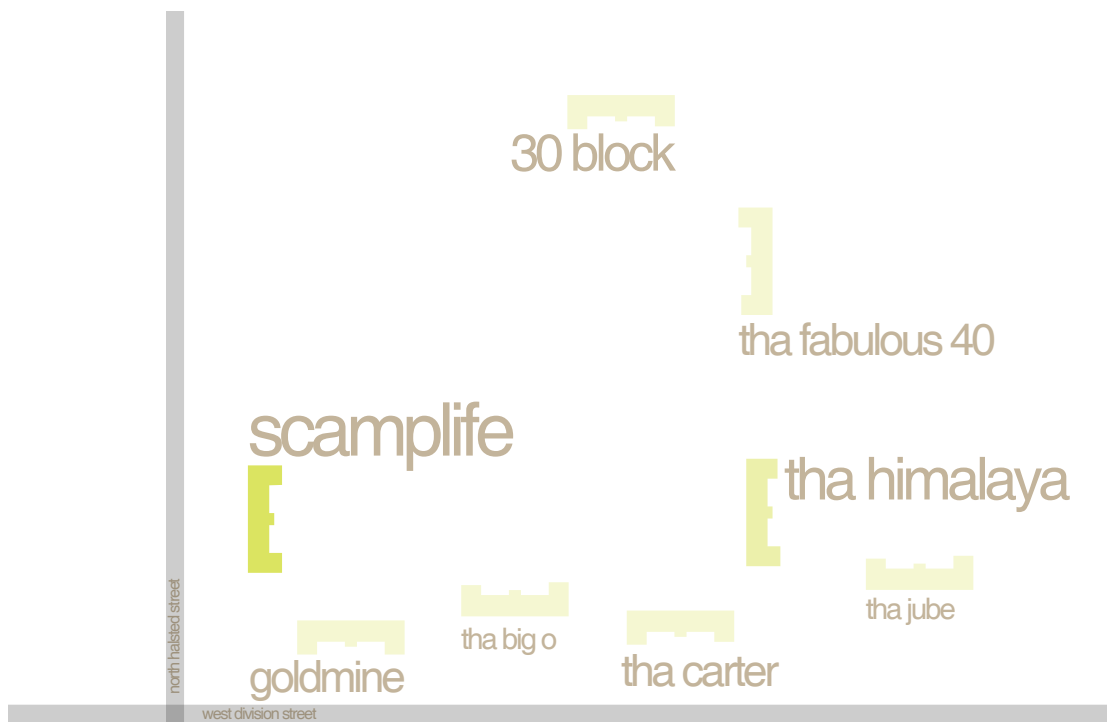 30 block
tha fabulous 40
scamplife
tha himalaya
tha jube
tha big o
tha carter
goldmine
north halsted street
west division street